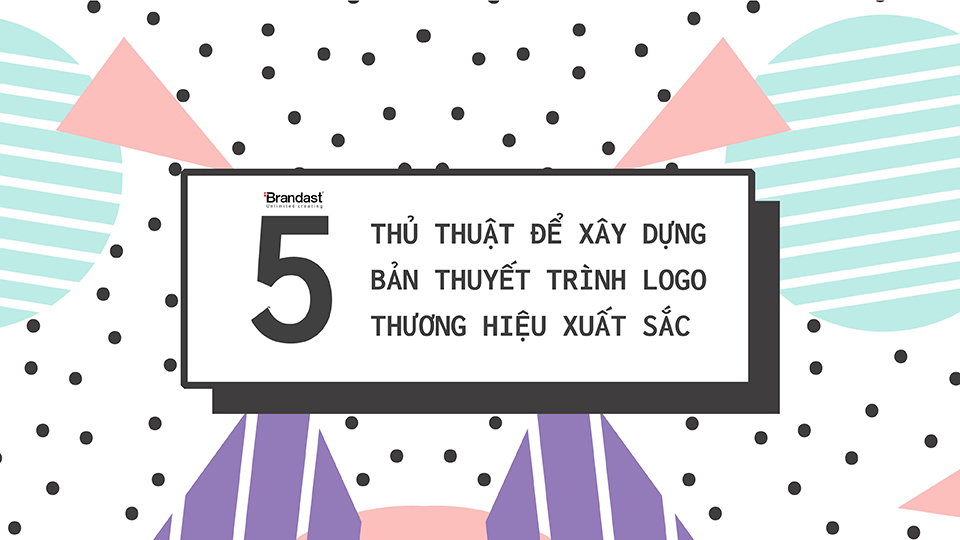 Brandast
Unlimited creating
5
THỦ THUẬT ĐỂ XÂY DỰNG
BẢN THUYẾT TRÌNH LOGO
THƯƠNG HIỆU XUẤT SẮC